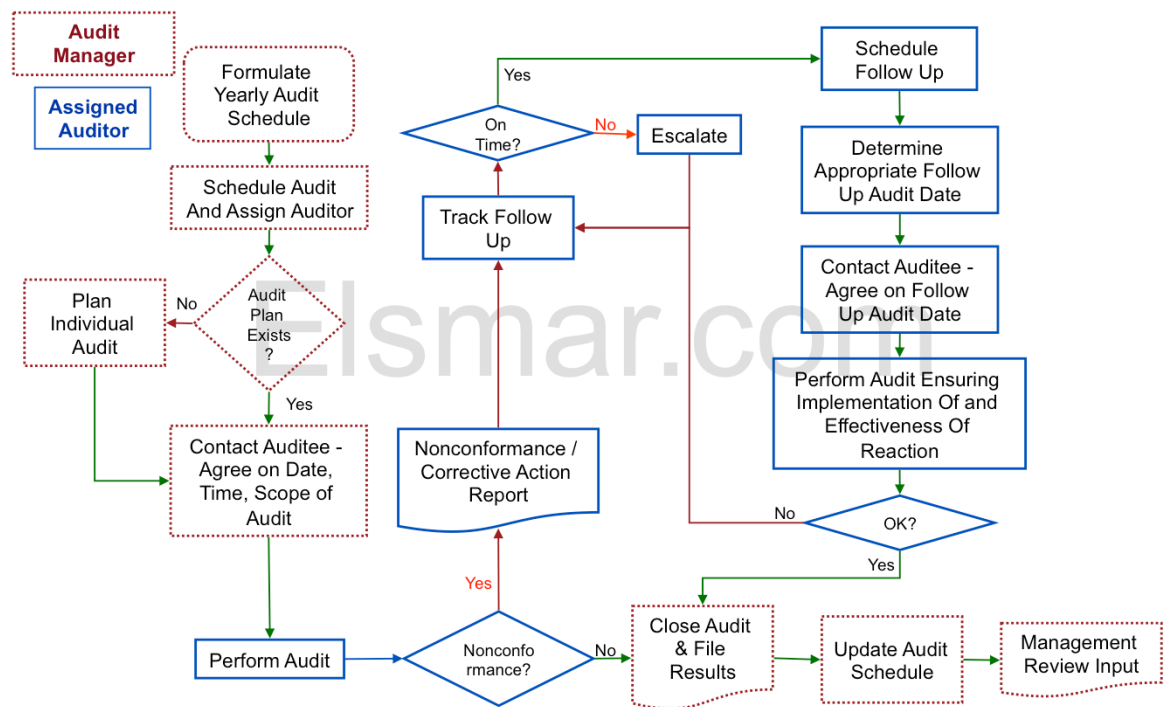 Audit
Manager
Assigned
Auditor
Formulate
Yearly Audit
Schedule
Schedule Audit
And Assign Auditor
Audit
Plan
Exists
?
No
Yes
Plan
Individual
Audit
Contact Auditee -
Agree on Date,
Time, Scope of
Audit
Perform Audit
Nonconfo
rmance?
Yes
No
Nonconformance /
Corrective Action
Report
Track Follow
Up
On
Time?
Yes
No
Escalate
Schedule
Follow Up
Determine
Appropriate Follow
Up Audit Date
Contact Auditee -
Agree on Follow
Up Audit Date
Perform Audit Ensuring
Implementation Of and
Effectiveness Of
Reaction
OK?
No
Yes
Close Audit
& File
Results
Update Audit
Schedule
Management
Review Input
Elsmar.com